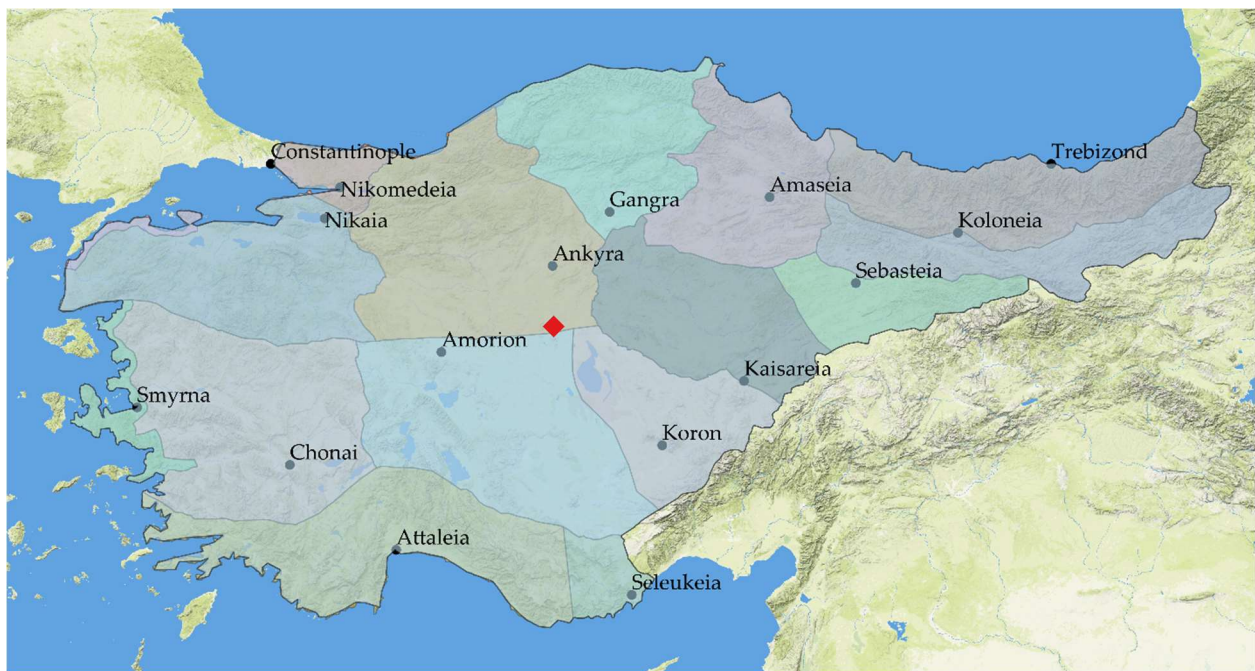 Constantinople
Trebizond
Nikomedeia
Amaseia
Gangra
Nikaia
Koloneia
Ankyra
Sebasteia
Amorion
Kaisareia
Smyrna
Koron
Chonai
Attaleia
Seleukeia